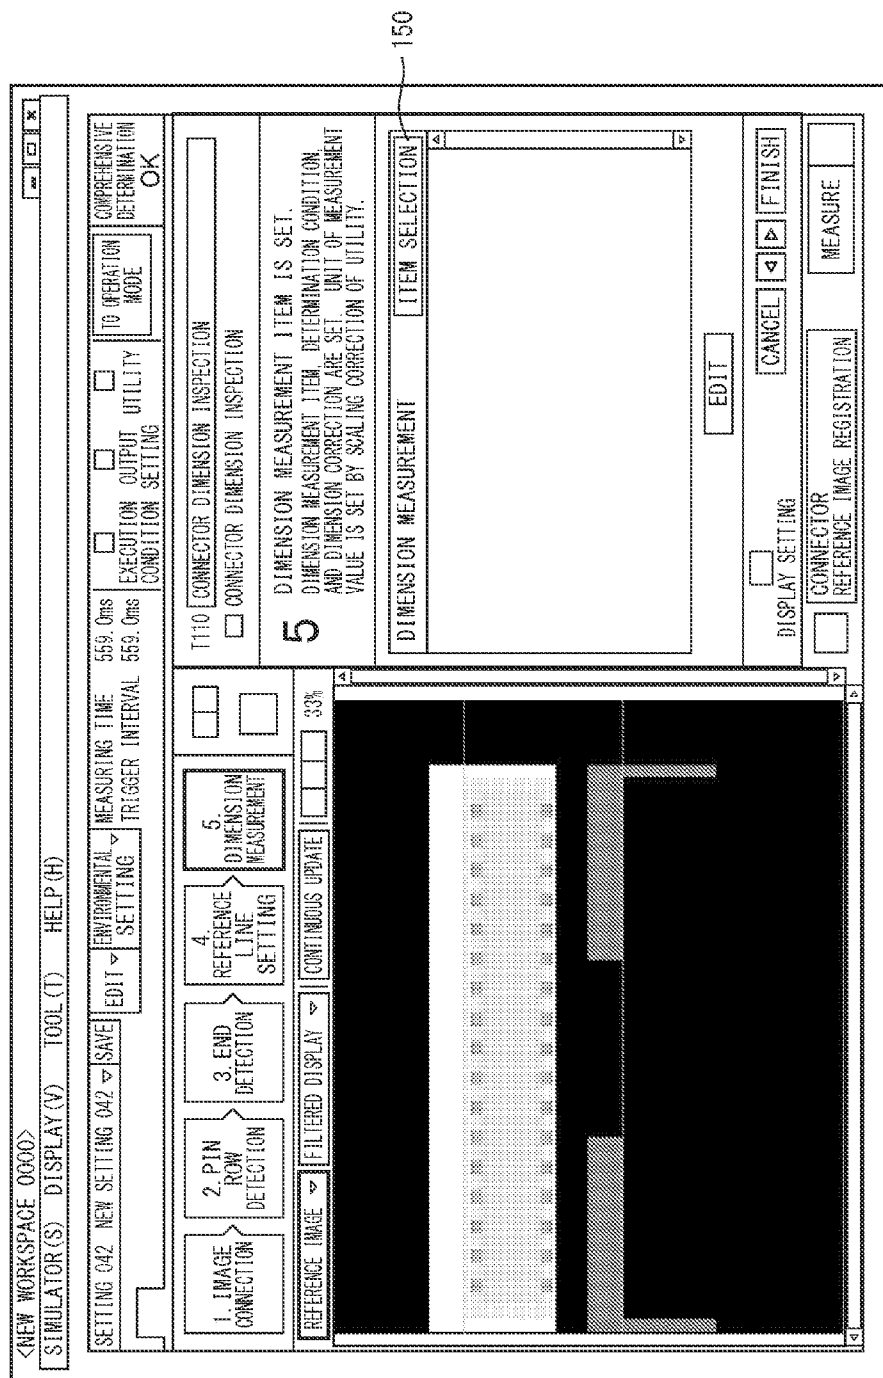 <NEW WORKSPACE 0000>
SIMULATOR(S) DISPLAY(V) TOOL(T) HELP(H)
SETTING 042 NEW SETTING 042 ▽ SAVE
EDIT ▽
ENVIRONMENTAL
SETTING ▽
MEASURING TIME 559.0ms
TRIGGER INTERVAL 559.0ms
EXECUTION
CONDITION
OUTPUT
SETTING
UTILITY
TO OPERATION
MODE
COMPREHENSIVE
DETERMINATION
OK
1. IMAGE
CONNECTION
2. PIN
ROW
DETECTION
3. END
DETECTION
4.
REFERENCE
LINE
SETTING
5.
DIMENSION
MEASUREMENT
REFERENCE IMAGE ▽
FILTERED DISPLAY ▽
CONTINUOUS UPDATE
33%
T110 CONNECTOR DIMENSION INSPECTION
CONNECTOR DIMENSION INSPECTION
5 DIMENSION MEASUREMENT ITEM IS SET.
DIMENSION MEASUREMENT ITEM, DETERMINATION CONDITION,
AND DIMENSION CORRECTION ARE SET. UNIT OF MEASUREMENT
VALUE IS SET BY SCALING CORRECTION OF UTILITY.
DIMENSION MEASUREMENT ITEM SELECTION
150
EDIT
DISPLAY SETTING
CANCEL ◁ ▷ FINISH
CONNECTOR
REFERENCE IMAGE REGISTRATION
MEASURE